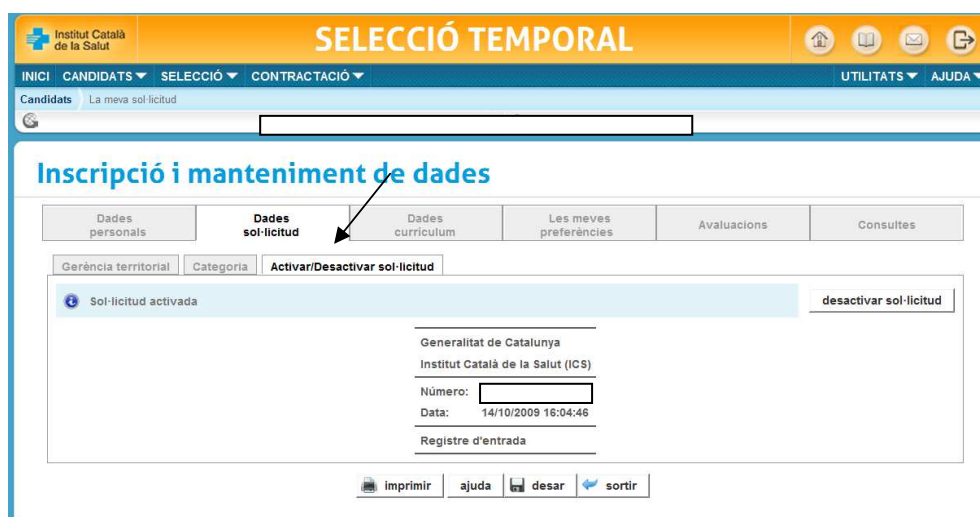 Institut Català
de la Salut
SELECCIÓ TEMPORAL
INICI CANDIDATS SELECCIÓ CONTRACTACIÓ UTILITATS AJUDA
Candidats La meva sol·licitud
Inscripció i manteniment de dades
Dades
personals
Dades
sol·licitud
Dades
currículum
Les meves
preferències
Avaluacions
Consultes
Gerència territorial Categoria Activar/Desactivar sol·licitud
Sol·licitud activada
desactivar sol·licitud
Generalitat de Catalunya
Institut Català de la Salut (ICS)
Número:
Data: 14/10/2009 16:04:46
Registre d'entrada
imprimir ajuda desar sortir